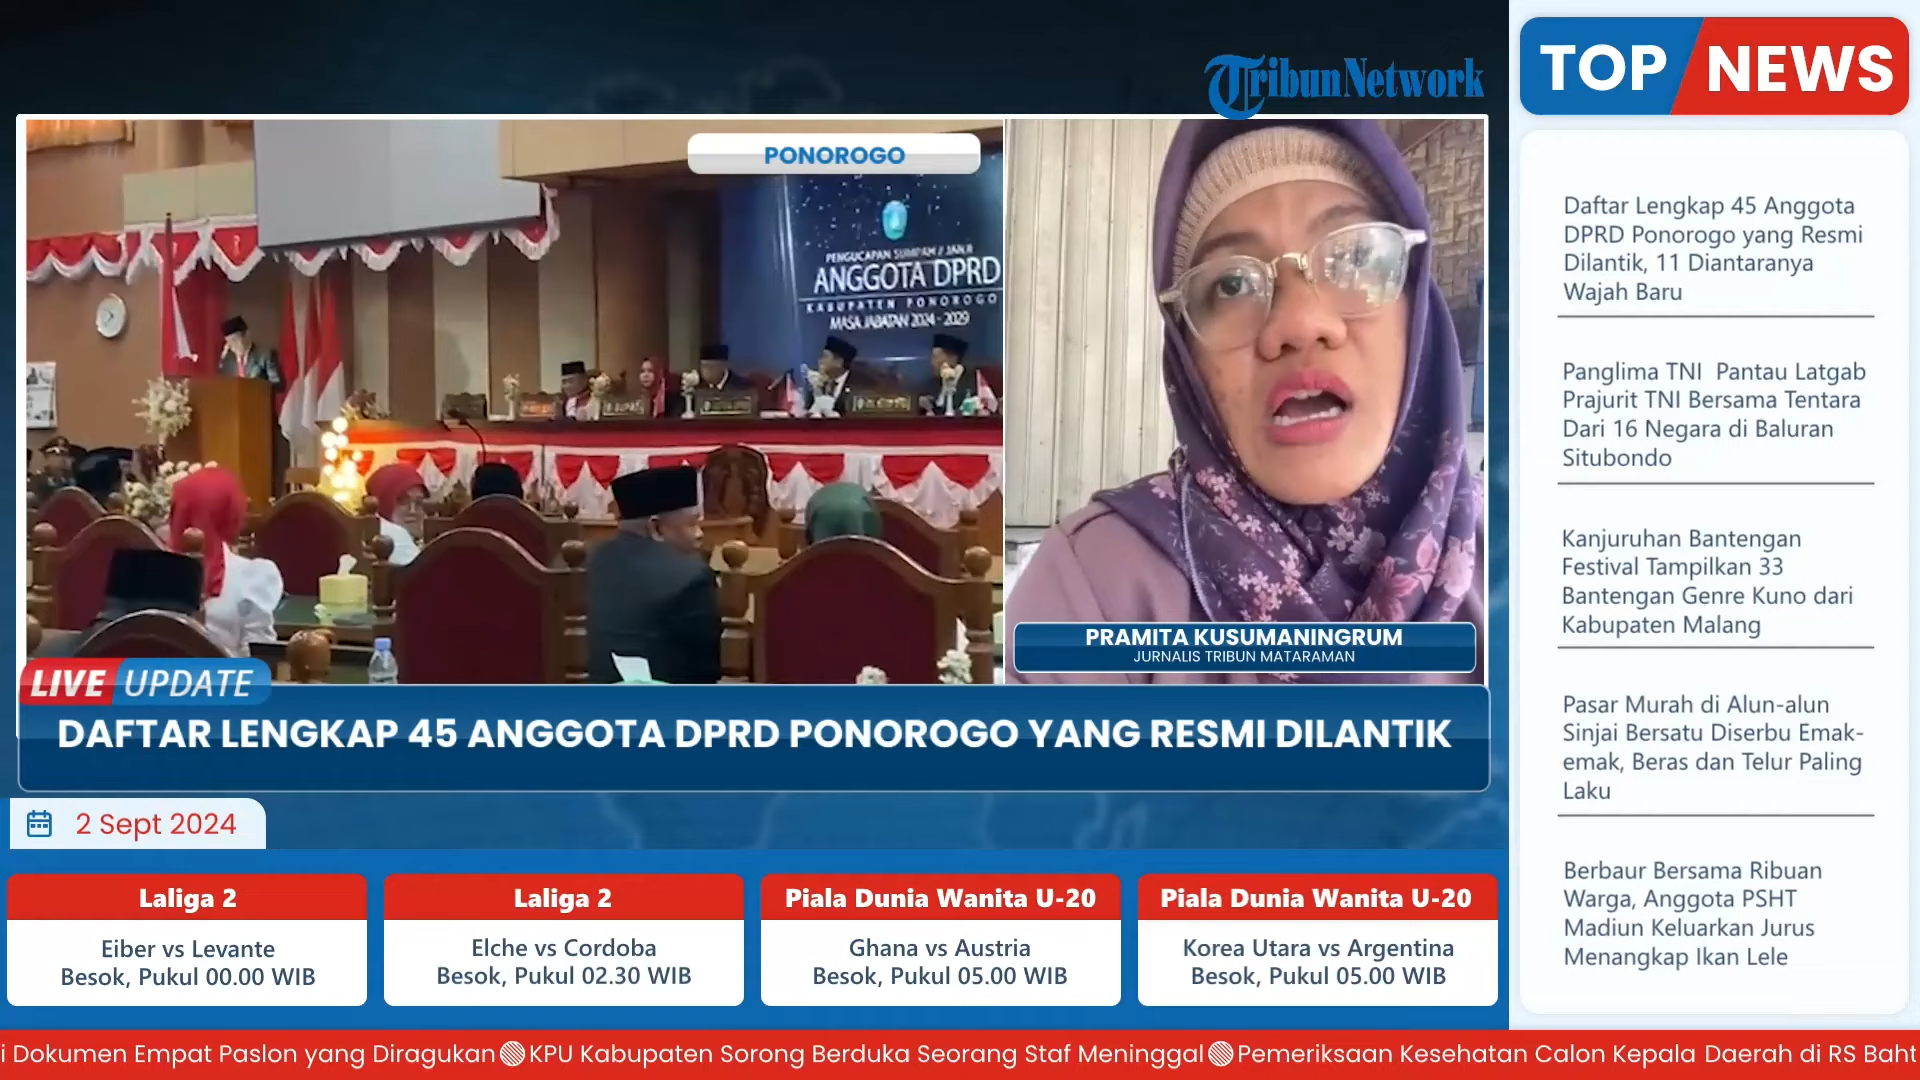 TribunNetwork
TOP NEWS
PONOROGO
PENGUCAPAN SUMPAH / JANJI
ANGGOTA DPRD
KABUPATEN PONOROGO
MASA JABATAN 2024 - 2029
PRAMITA KUSUMANINGRUM
JURNALIS TRIBUN MATARAMAN
LIVE UPDATE
DAFTAR LENGKAP 45 ANGGOTA DPRD PONOROGO YANG RESMI DILANTIK
2 Sept 2024
Laliga 2
Eiber vs Levante
Besok, Pukul 00.00 WIB
Laliga 2
Elche vs Cordoba
Besok, Pukul 02.30 WIB
Piala Dunia Wanita U-20
Ghana vs Austria
Besok, Pukul 05.00 WIB
Piala Dunia Wanita U-20
Korea Utara vs Argentina
Besok, Pukul 05.00 WIB
Daftar Lengkap 45 Anggota
DPRD Ponorogo yang Resmi
Dilantik, 11 Diantaranya
Wajah Baru
Panglima TNI Pantau Latgab
Prajurit TNI Bersama Tentara
Dari 16 Negara di Baluran
Situbondo
Kanjuruhan Bantengan
Festival Tampilkan 33
Bantengan Genre Kuno dari
Kabupaten Malang
Pasar Murah di Alun-alun
Sinjai Bersatu Diserbu Emak-
emak, Beras dan Telur Paling
Laku
Berbaur Bersama Ribuan
Warga, Anggota PSHT
Madiun Keluarkan Jurus
Menangkap Ikan Lele
i Dokumen Empat Paslon yang Diragukan KPU Kabupaten Sorong Berduka Seorang Staf Meninggal Pemeriksaan Kesehatan Calon Kepala Daerah di RS Baht